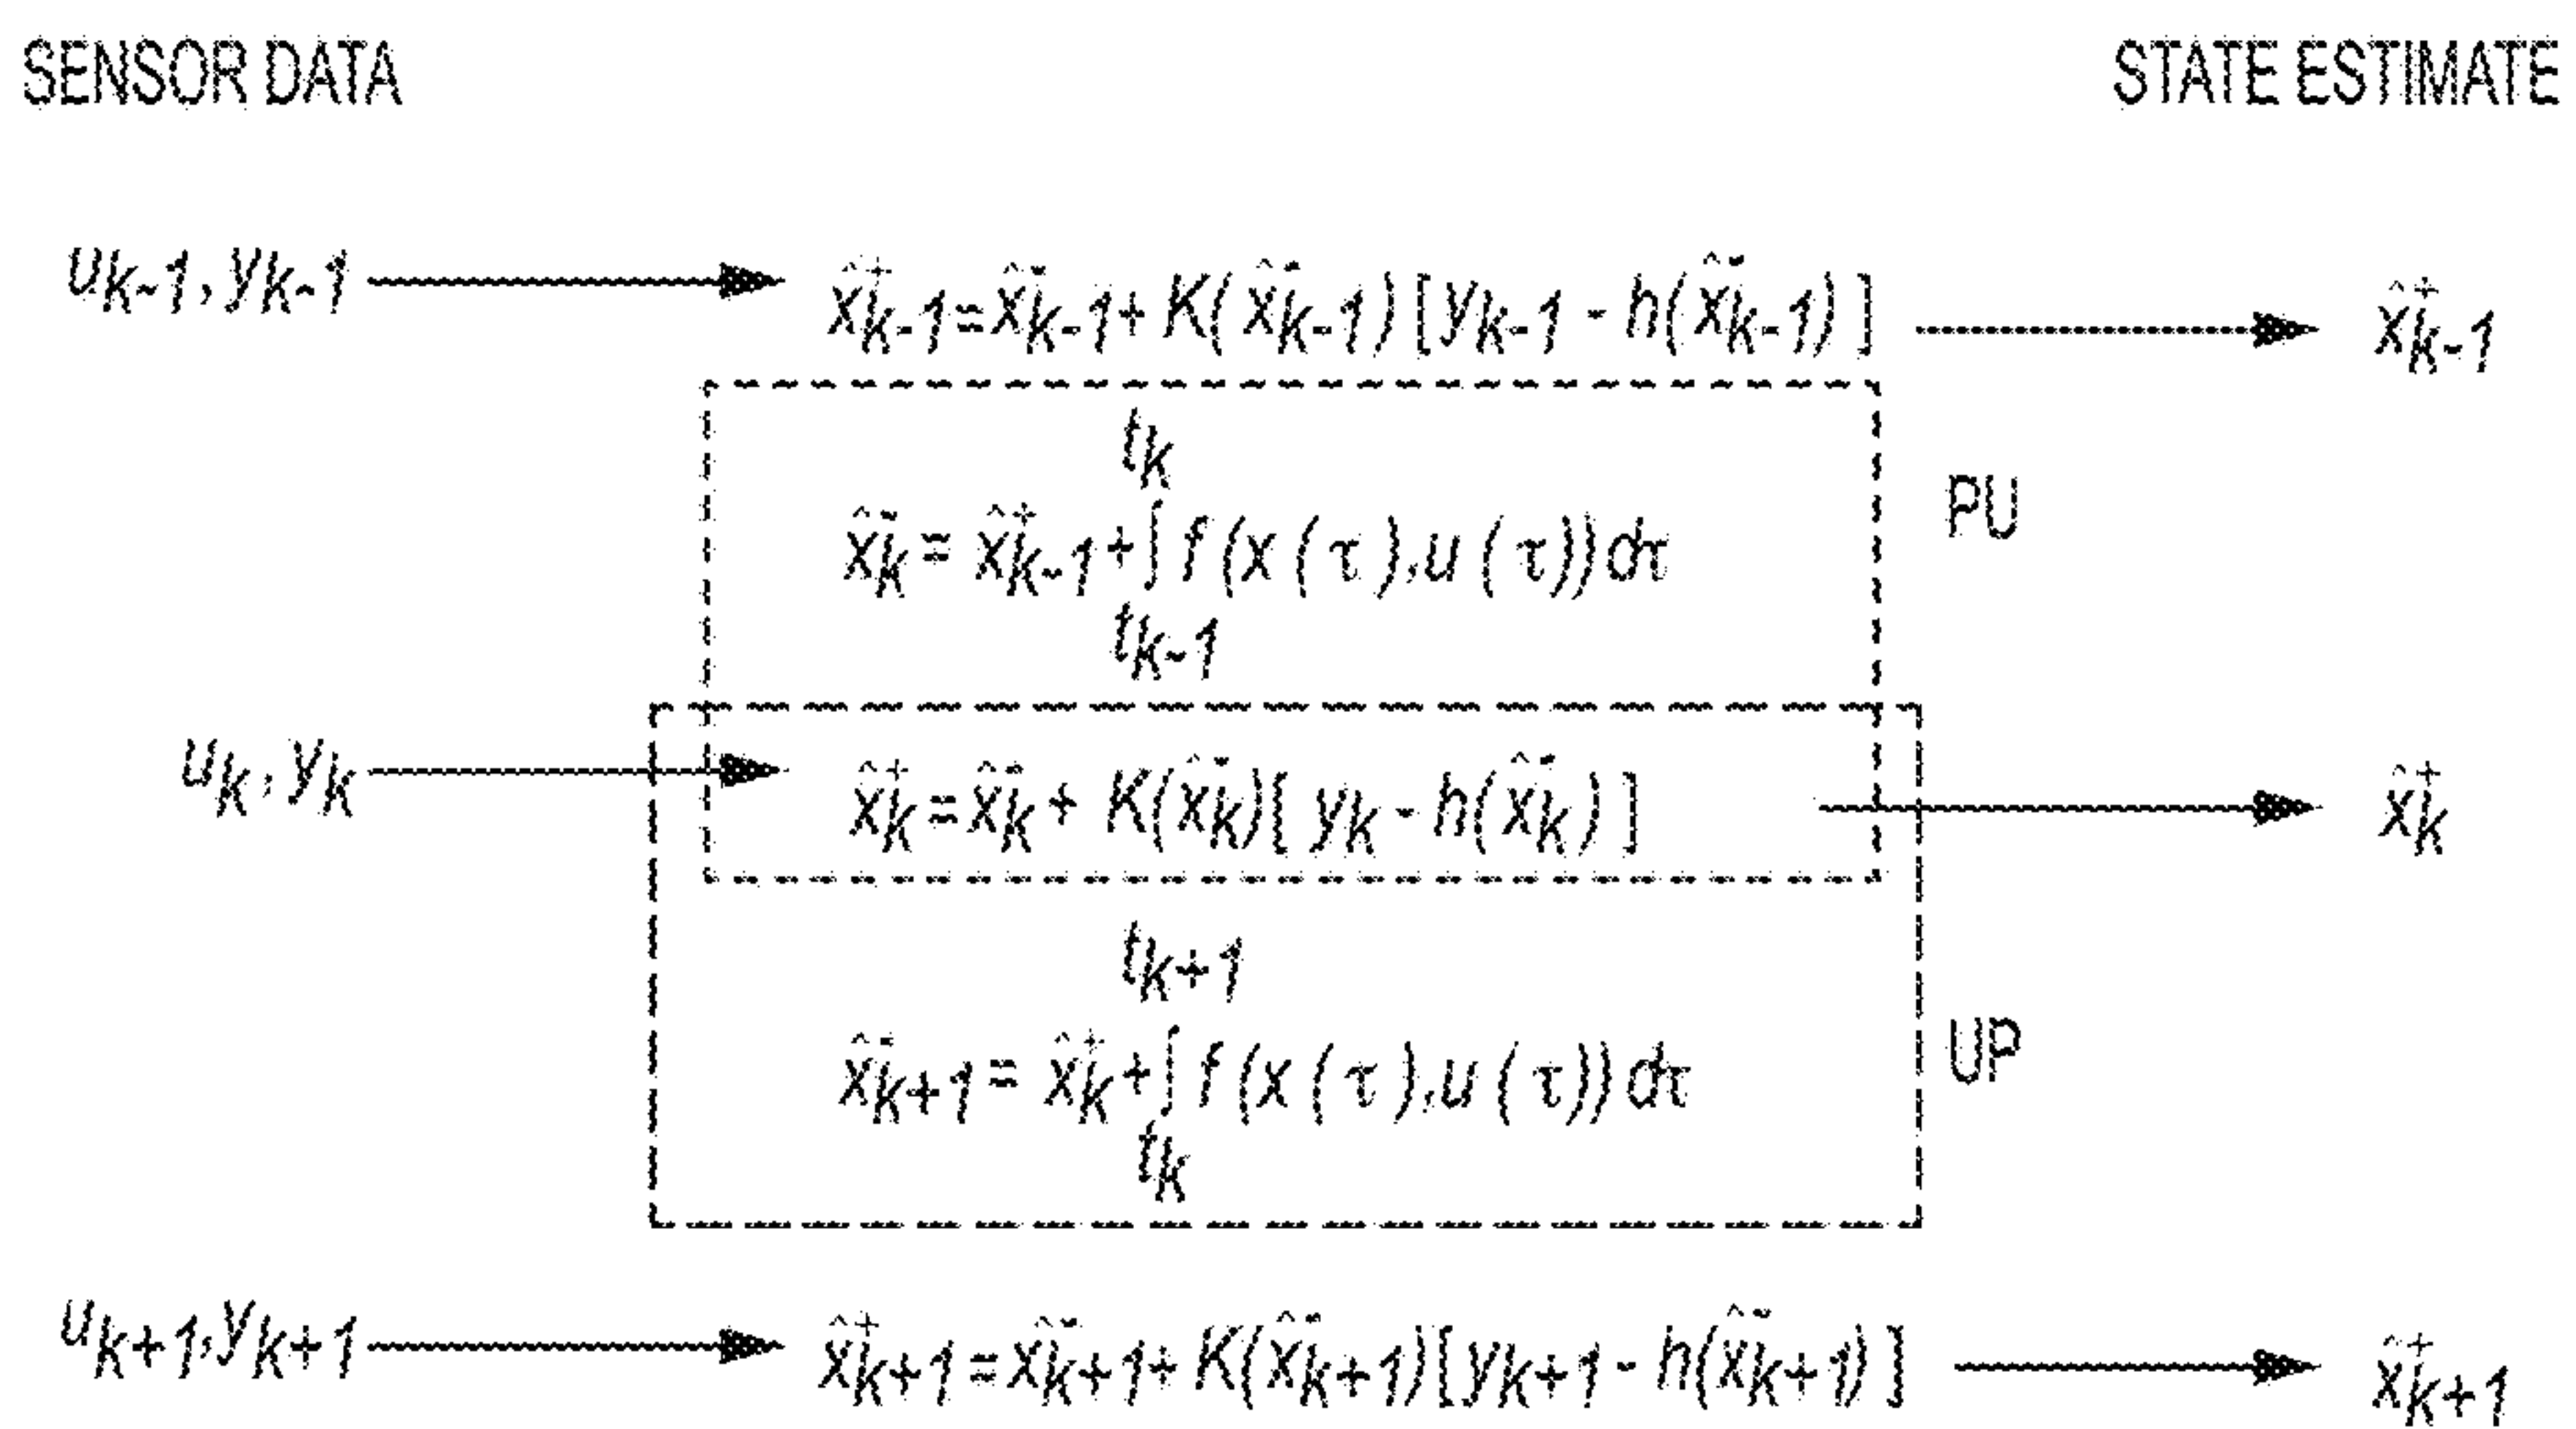 SENSOR DATA STATE ESTIMATE
u_{k-1}, y_{k-1} x̂⁺_{k-1} = x̂⁻_{k-1} + K(x̂⁻_{k-1})[y_{k-1} - h(x̂⁻_{k-1})] x̂⁺_{k-1}
t_k
x̂⁻_k = x̂⁺_{k-1} + ∫ f(x(τ),u(τ))dτ PU
t_{k-1}
u_k, y_k x̂⁺_k = x̂⁻_k + K(x̂⁻_k)[y_k - h(x̂⁻_k)] x̂⁺_k
t_{k+1}
x̂⁻_{k+1} = x̂⁺_k + ∫ f(x(τ),u(τ))dτ UP
t_k
u_{k+1}, y_{k+1} x̂⁺_{k+1} = x̂⁻_{k+1} + K(x̂⁻_{k+1})[y_{k+1} - h(x̂⁻_{k+1})] x̂⁺_{k+1}